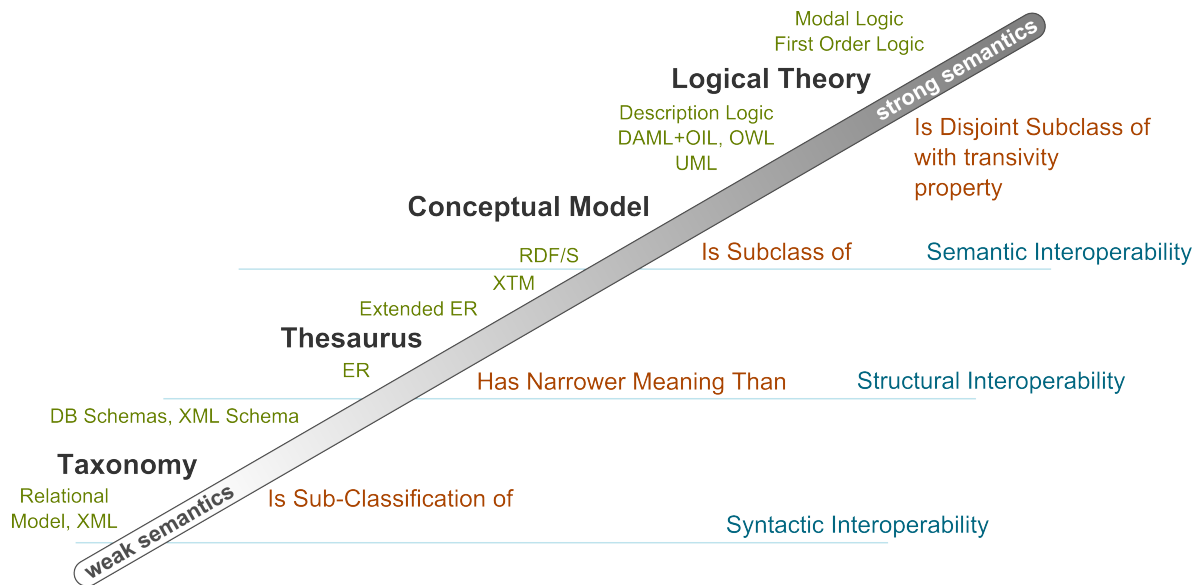 Modal Logic
First Order Logic
Logical Theory
strong semantics
Description Logic
DAML+OIL, OWL
UML
Is Disjoint Subclass of
with transivity
property
Conceptual Model
RDF/S
Is Subclass of
Semantic Interoperability
XTM
Extended ER
Thesaurus
ER
Has Narrower Meaning Than
Structural Interoperability
DB Schemas, XML Schema
Taxonomy
Relational
Model, XML
weak semantics
Is Sub-Classification of
Syntactic Interoperability